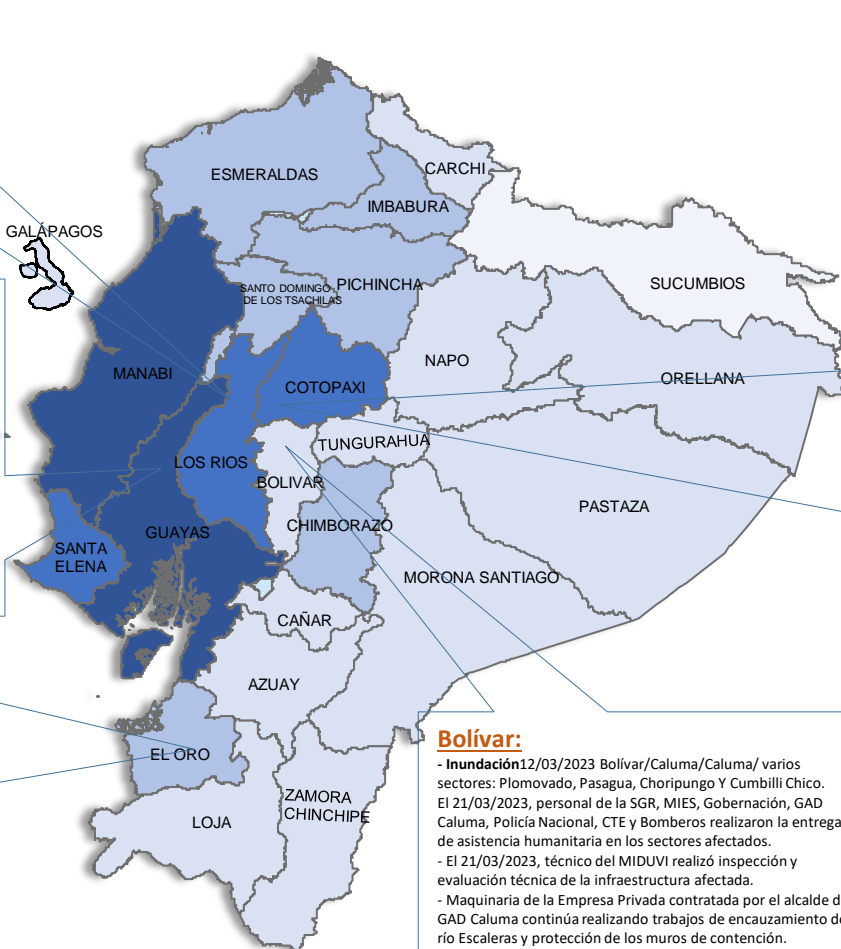 ESMERALDAS
CARCHI
IMBABURA
GALÁPAGOS
SUCUMBIOS
SANTO DOMINGO
DE LOS TSACHILAS
PICHINCHA
NAPO
MANABI
COTOPAXI
ORELLANA
TUNGURAHUA
LOS RIOS
BOLIVAR
PASTAZA
CHIMBORAZO
GUAYAS
SANTA
ELENA
MORONA SANTIAGO
CAÑAR
AZUAY
EL ORO
ZAMORA
CHINCHIPE
LOJA
Bolívar:
- Inundación12/03/2023 Bolívar/Caluma/Caluma/ varios
sectores: Plomovado, Pasagua, Choripungo Y Cumbilli Chico.
El 21/03/2023, personal de la SGR, MIES, Gobernación, GAD
Caluma, Policía Nacional, CTE y Bomberos realizaron la entrega
de asistencia humanitaria en los sectores afectados.
- El 21/03/2023, técnico del MIDUVI realizó inspección y
evaluación técnica de la infraestructura afectada.
- Maquinaria de la Empresa Privada contratada por el alcalde d
GAD Caluma continúa realizando trabajos de encauzamiento de
río Escaleras y protección de los muros de contención.